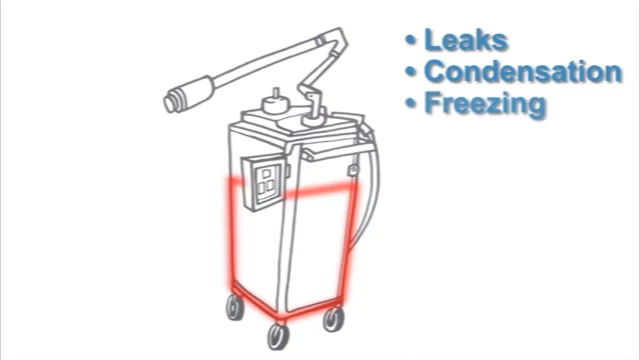 • Leaks
• Condensation
• Freezing